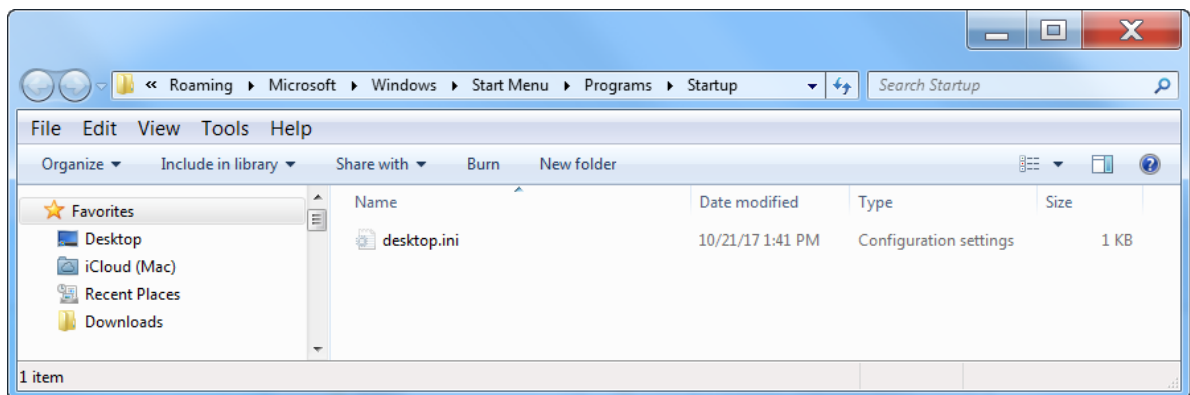 « Roaming Microsoft Windows Start Menu Programs Startup Search Startup
File Edit View Tools Help
Organize Include in library Share with Burn New folder
Favorites
Desktop
iCloud (Mac)
Recent Places
Downloads
Name Date modified Type Size
desktop.ini 10/21/17 1:41 PM Configuration settings 1 KB
1 item